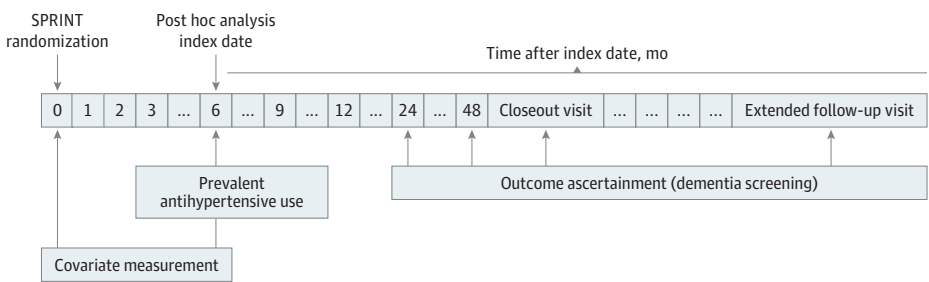 SPRINT
randomization
Post hoc analysis
index date
Time after index date, mo
0 1 2 3 ... 6 ... 9 ... 12 ... 24 ... 48 Closeout visit ... ... ... ... Extended follow-up visit
Prevalent
antihypertensive use
Outcome ascertainment (dementia screening)
Covariate measurement